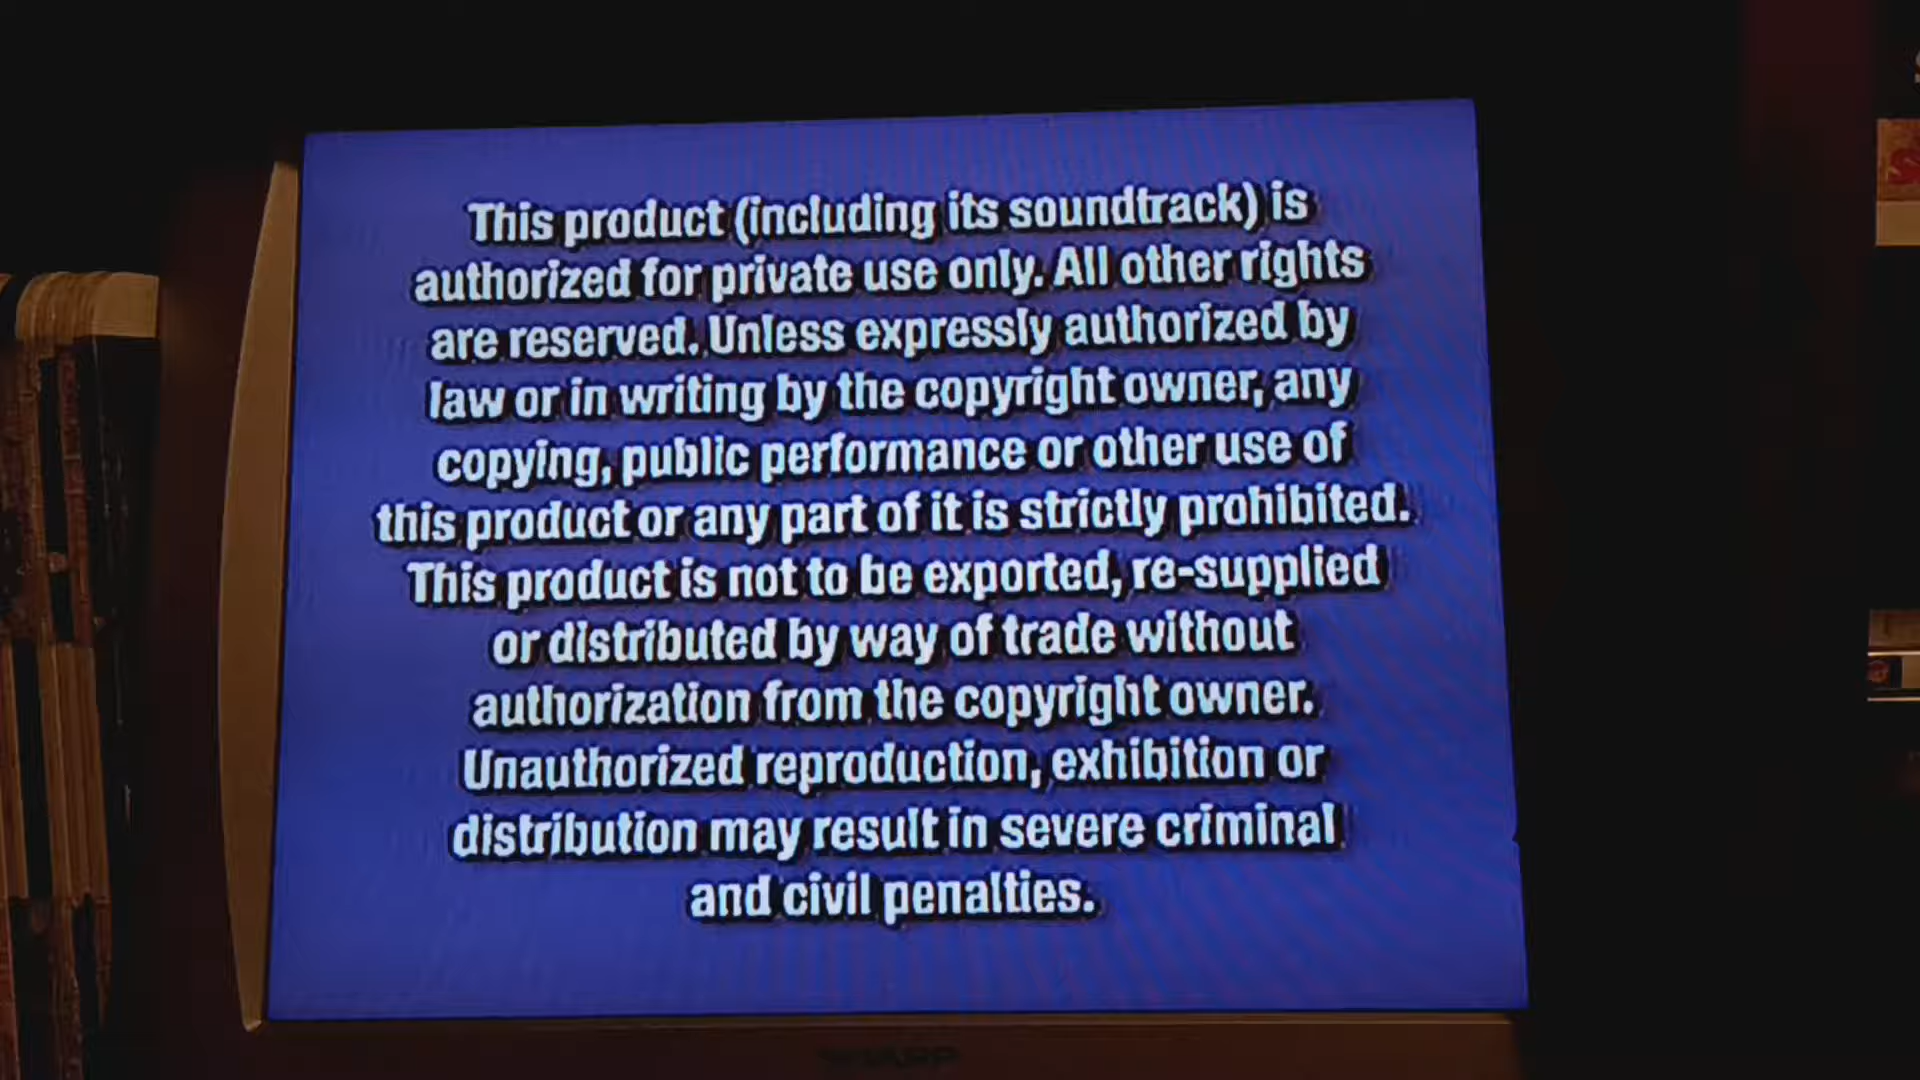 This product (including its soundtrack) is
authorized for private use only. All other rights
are reserved. Unless expressly authorized by
law or in writing by the copyright owner, any
copying, public performance or other use of
this product or any part of it is strictly prohibited.
This product is not to be exported, re-supplied
or distributed by way of trade without
authorization from the copyright owner.
Unauthorized reproduction, exhibition or
distribution may result in severe criminal
and civil penalties.